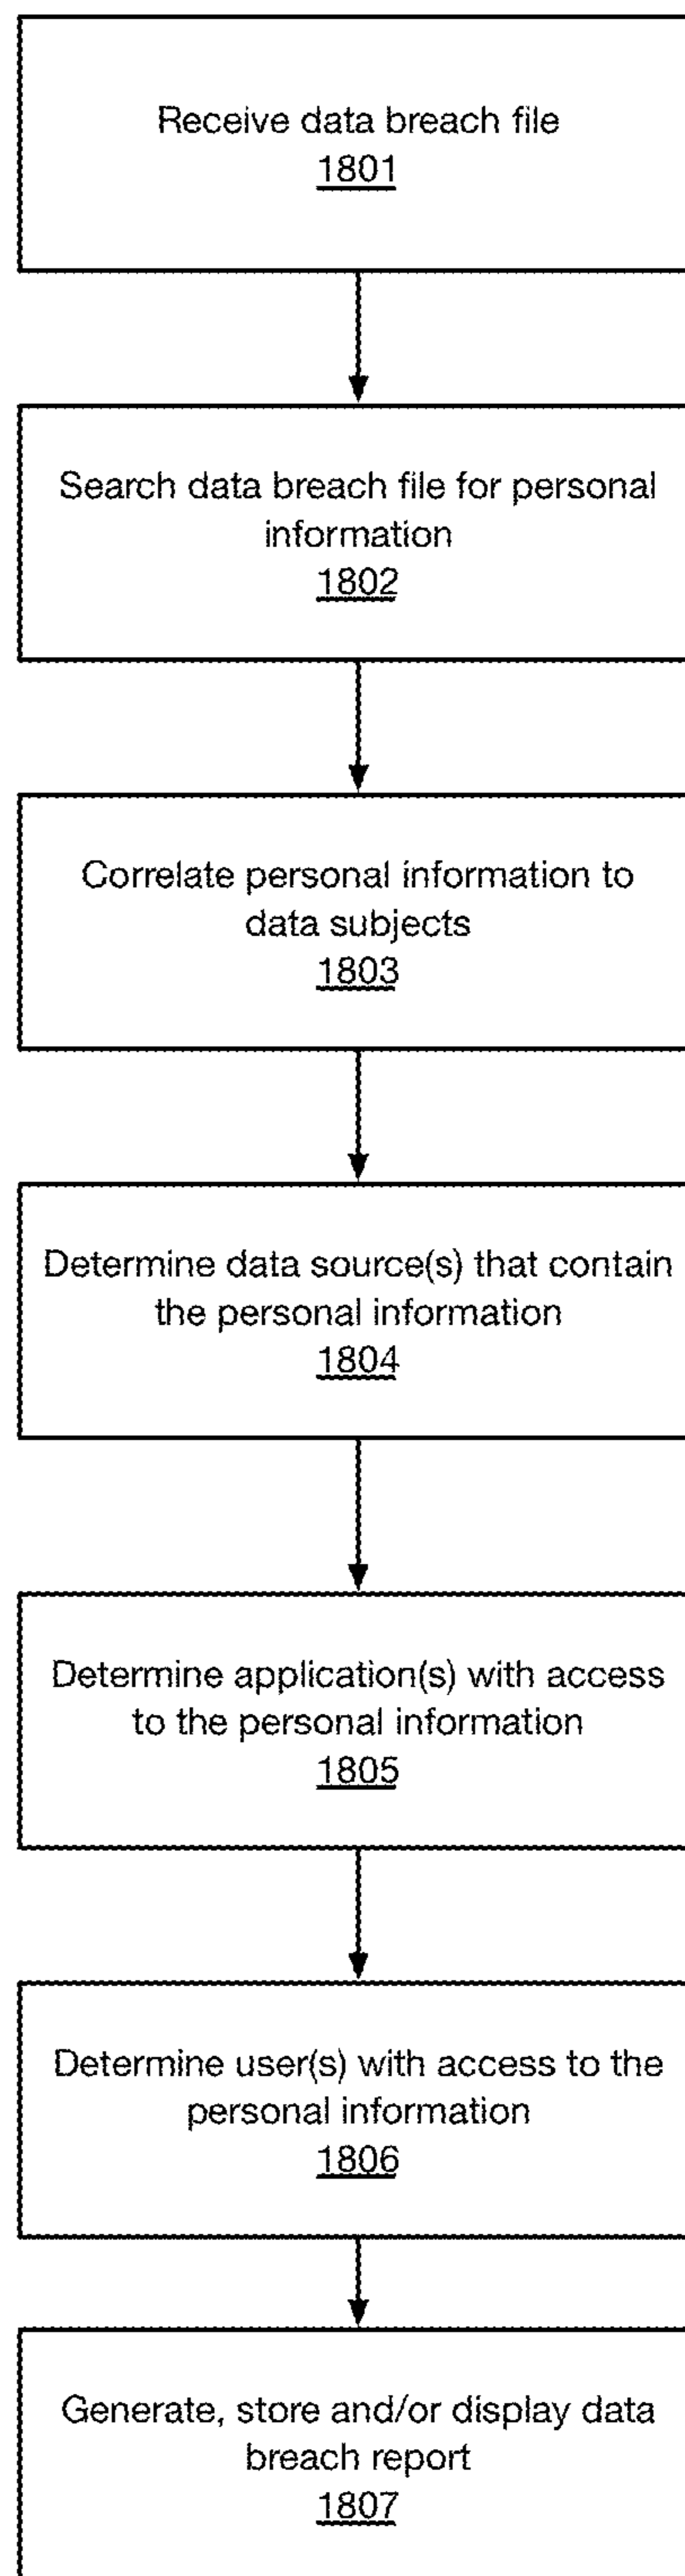 Receive data breach file
1801
Search data breach file for personal
information
1802
Correlate personal information to
data subjects
1803
Determine data source(s) that contain
the personal information
1804
Determine application(s) with access
to the personal information
1805
Determine user(s) with access to the
personal information
1806
Generate, store and/or display data
breach report
1807